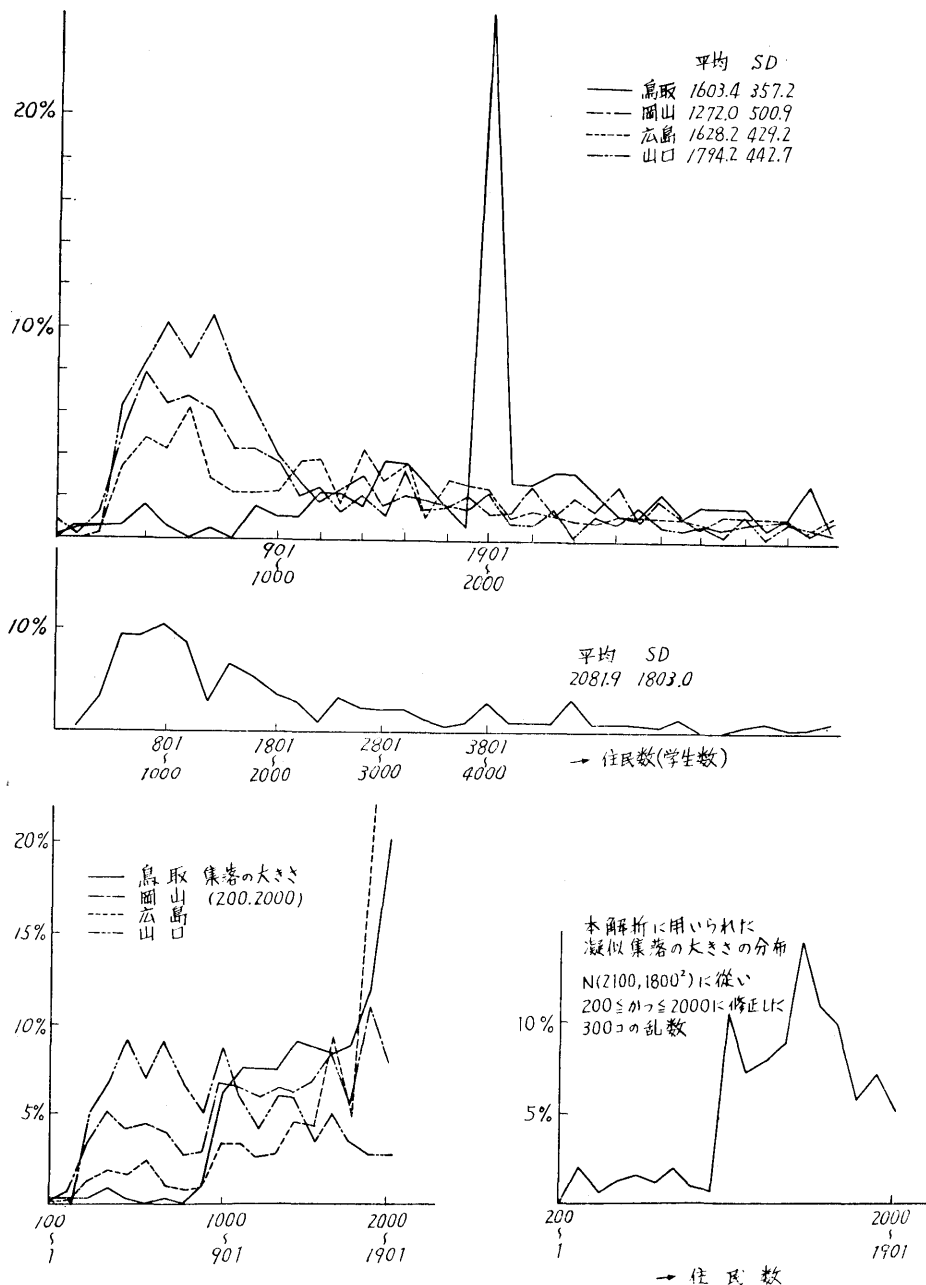 平均 SD
鳥取 1603.4 357.2
岡山 1272.0 500.9
広島 1628.2 429.2
山口 1794.2 442.7
20%
10%
901
〜
1000
1901
〜
2000
10%
平均 SD
2081.9 1803.0
801
〜
1000
1801
〜
2000
2801
〜
3000
3801
〜
4000
→ 住民数(学生数)
20%
15%
10%
5%
鳥取 集落の大きさ
岡山 (200.2000)
広島
山口
100
〜
1
1000
〜
901
2000
〜
1901
本解析に用いられた
凝似集落の大きさの分布
N(2100,1800²)に従い
200≦かつ≦2000に修正した
300コの乱数
10%
5%
200
〜
1
2000
〜
1901
→ 住民数